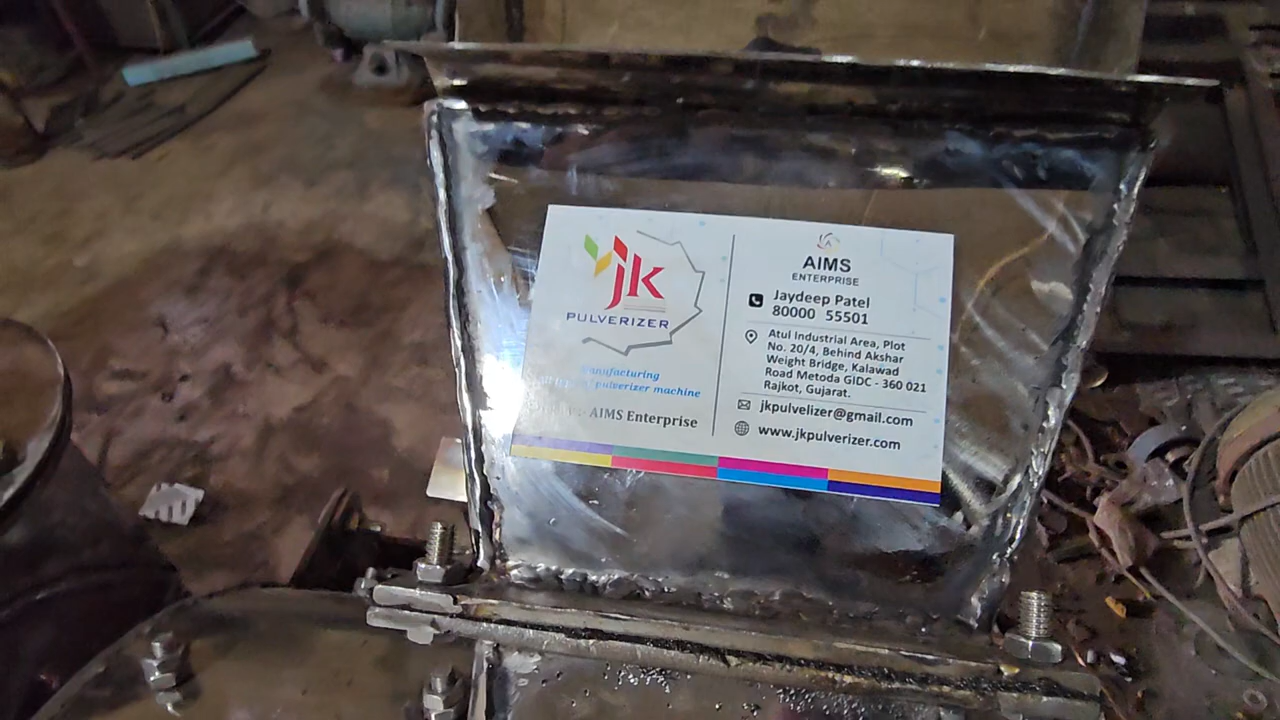 jk
PULVERIZER
Manufacturing
pulverizer machine
- AIMS Enterprise
AIMS
ENTERPRISE
Jaydeep Patel
80000 55501
Atul Industrial Area, Plot
No. 20/4, Behind Akshar
Weight Bridge, Kalawad
Road Metoda GIDC - 360 021
Rajkot, Gujarat.
jkpulvelizer@gmail.com
www.jkpulverizer.com